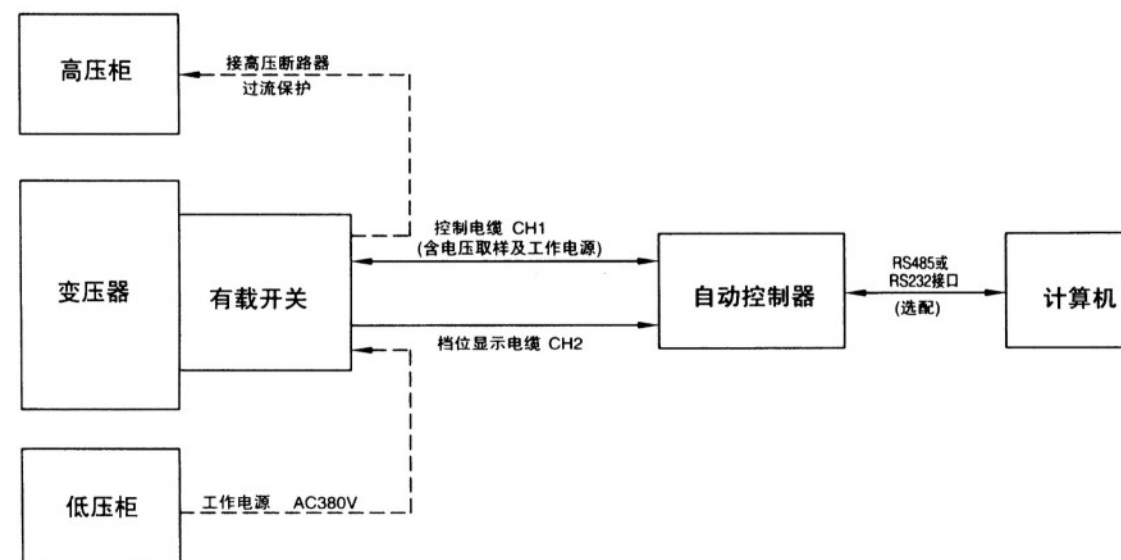 高压柜
接高压断路器
过流保护
变压器
有载开关
控制电缆 CH1
(含电压取样及工作电源)
档位显示电缆 CH2
自动控制器
RS485或
RS232接口
(选配)
计算机
低压柜
工作电源 AC380V